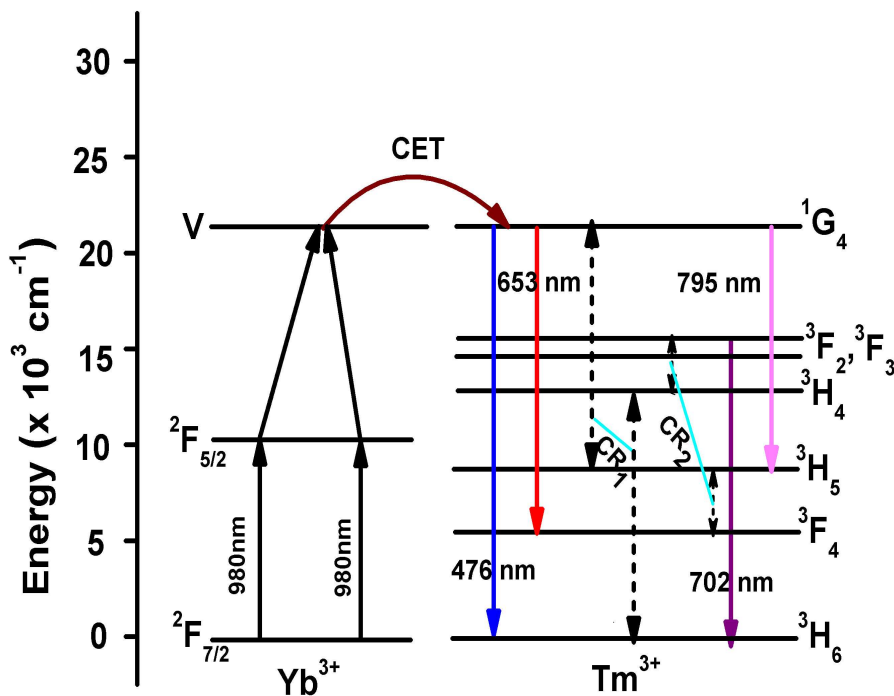 Energy (x 10³ cm⁻¹)
30
25
20
15
10
5
0
CET
V
¹G₄
653 nm
795 nm
³F₂,³F₃
³H₄
²F₅/₂
CR₁
CR₂
³H₅
³F₄
980nm
980nm
476 nm
702 nm
²F₇/₂
³H₆
Yb³⁺
Tm³⁺